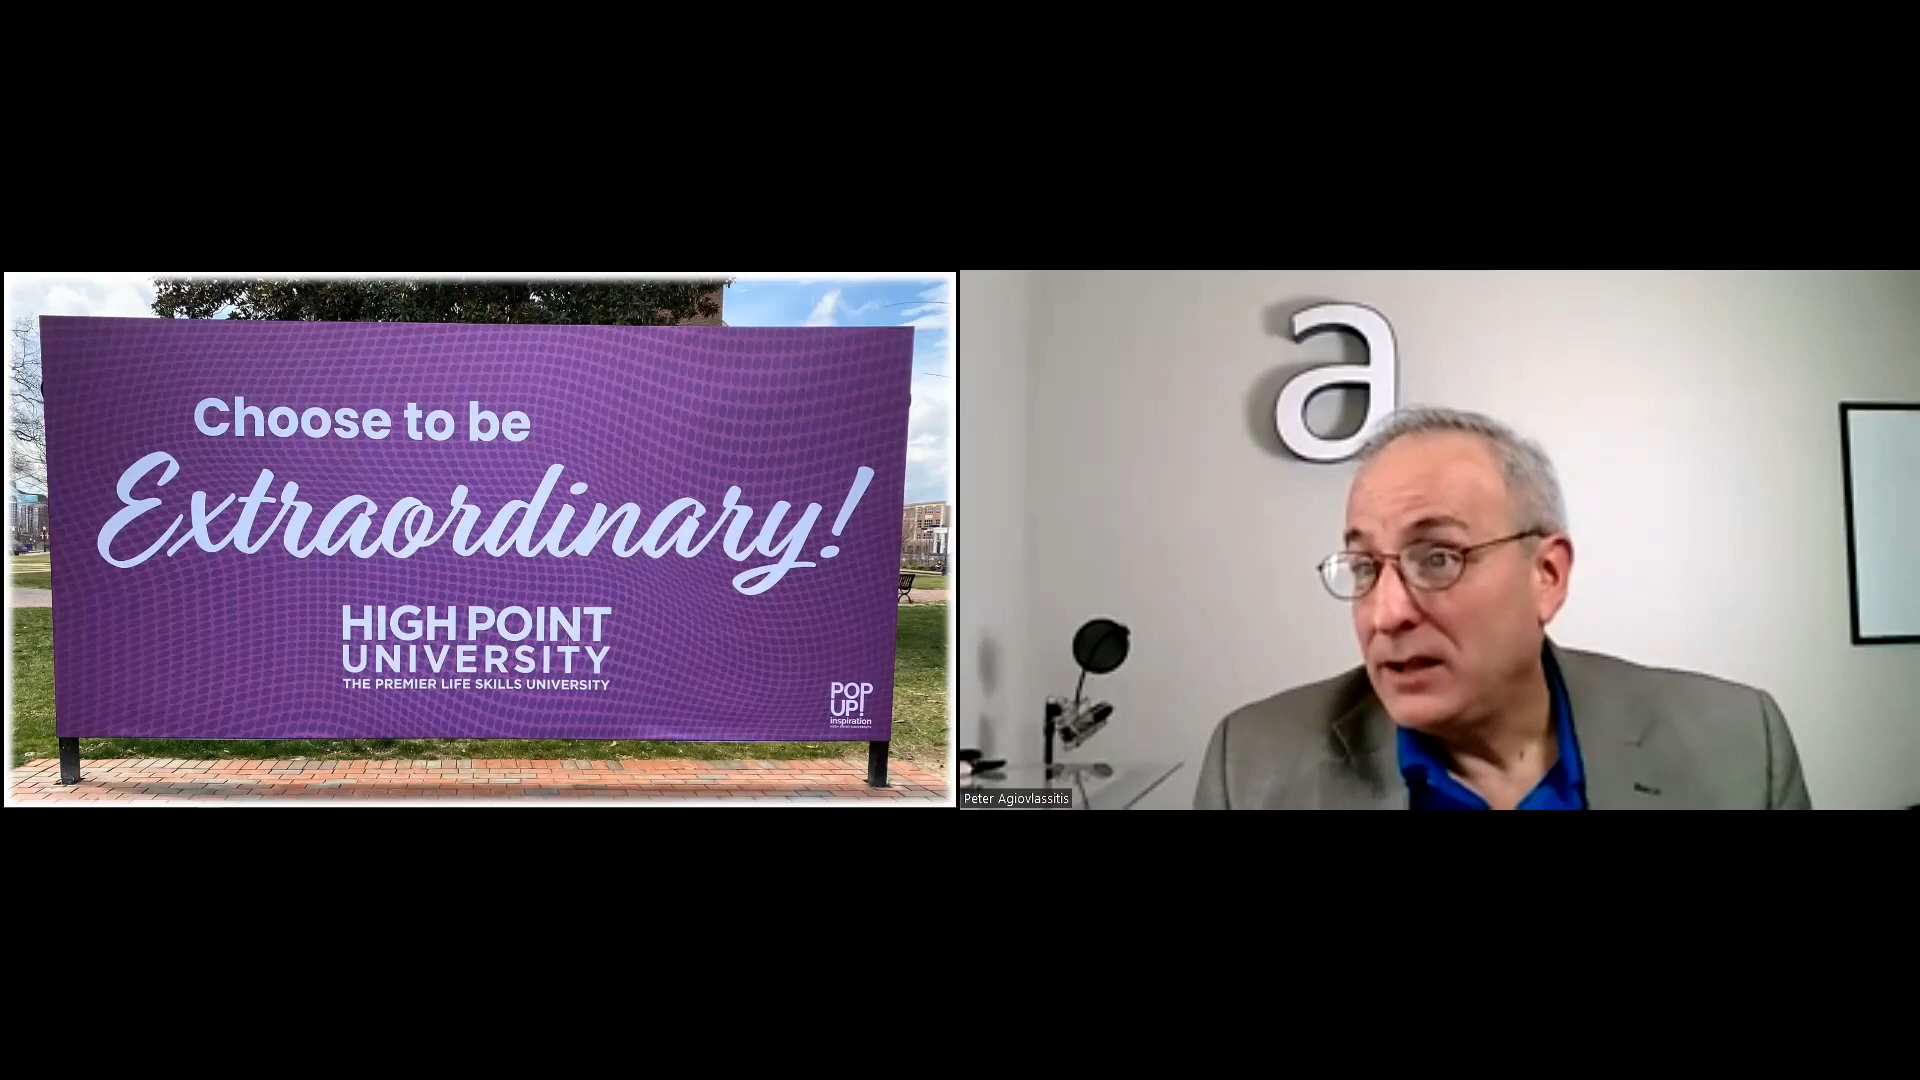 Choose to be
Extraordinary!
HIGH POINT
UNIVERSITY
THE PREMIER LIFE SKILLS UNIVERSITY
POP
UP!
inspiration
a
Peter Agiovlassitis